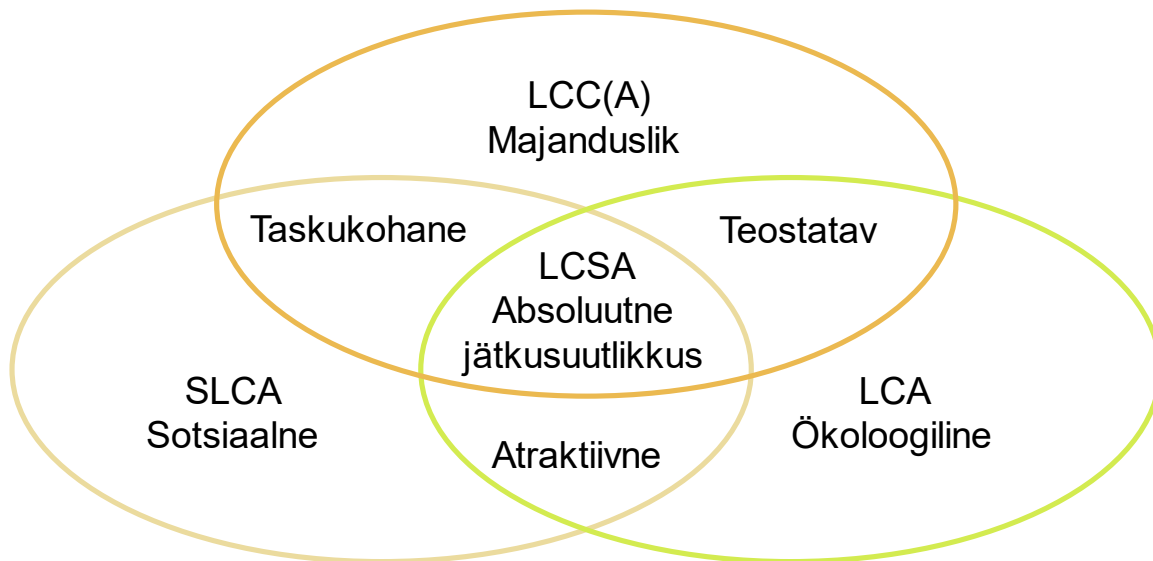 LCC(A)
Majanduslik
Taskukohane
Teostatav
LCSA
Absoluutne
jätkusuutlikkus
SLCA
Sotsiaalne
LCA
Ökoloogiline
Atraktiivne